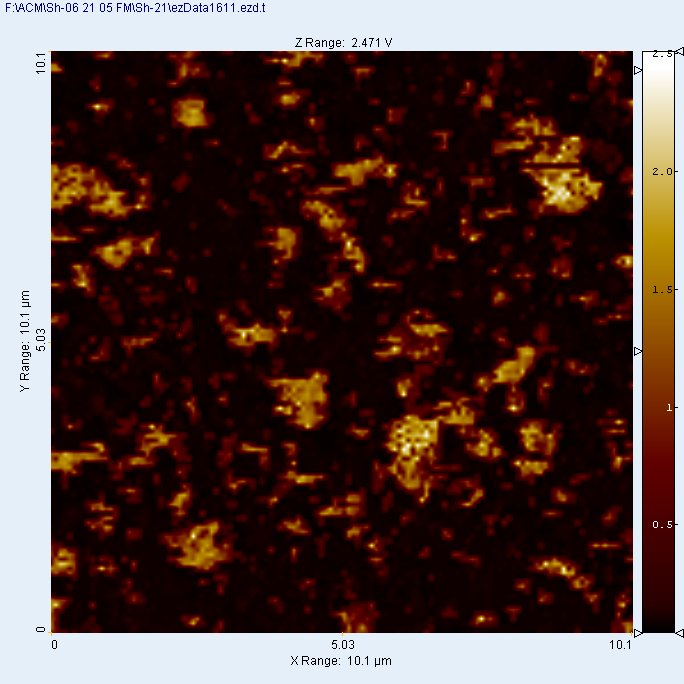 F:\ACM\Sh-06 21 05 FM\Sh-21\ezData1611.ezd.t
Z Range: 2.471 V
10.1
2.5
2.0
1.5
Y Range: 10.1 µm
5.03
1
0.5
0
0
5.03
10.1
X Range: 10.1 µm